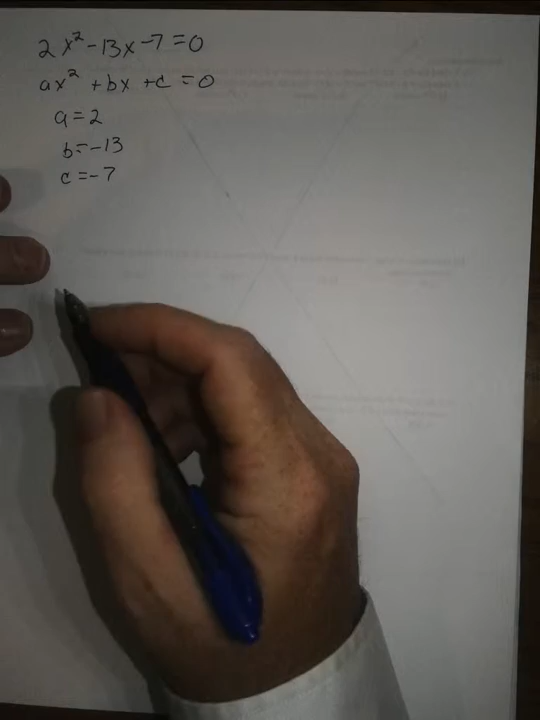 2x²-13x-7=0
ax²+bx+c=0
a=2
b=-13
c=-7